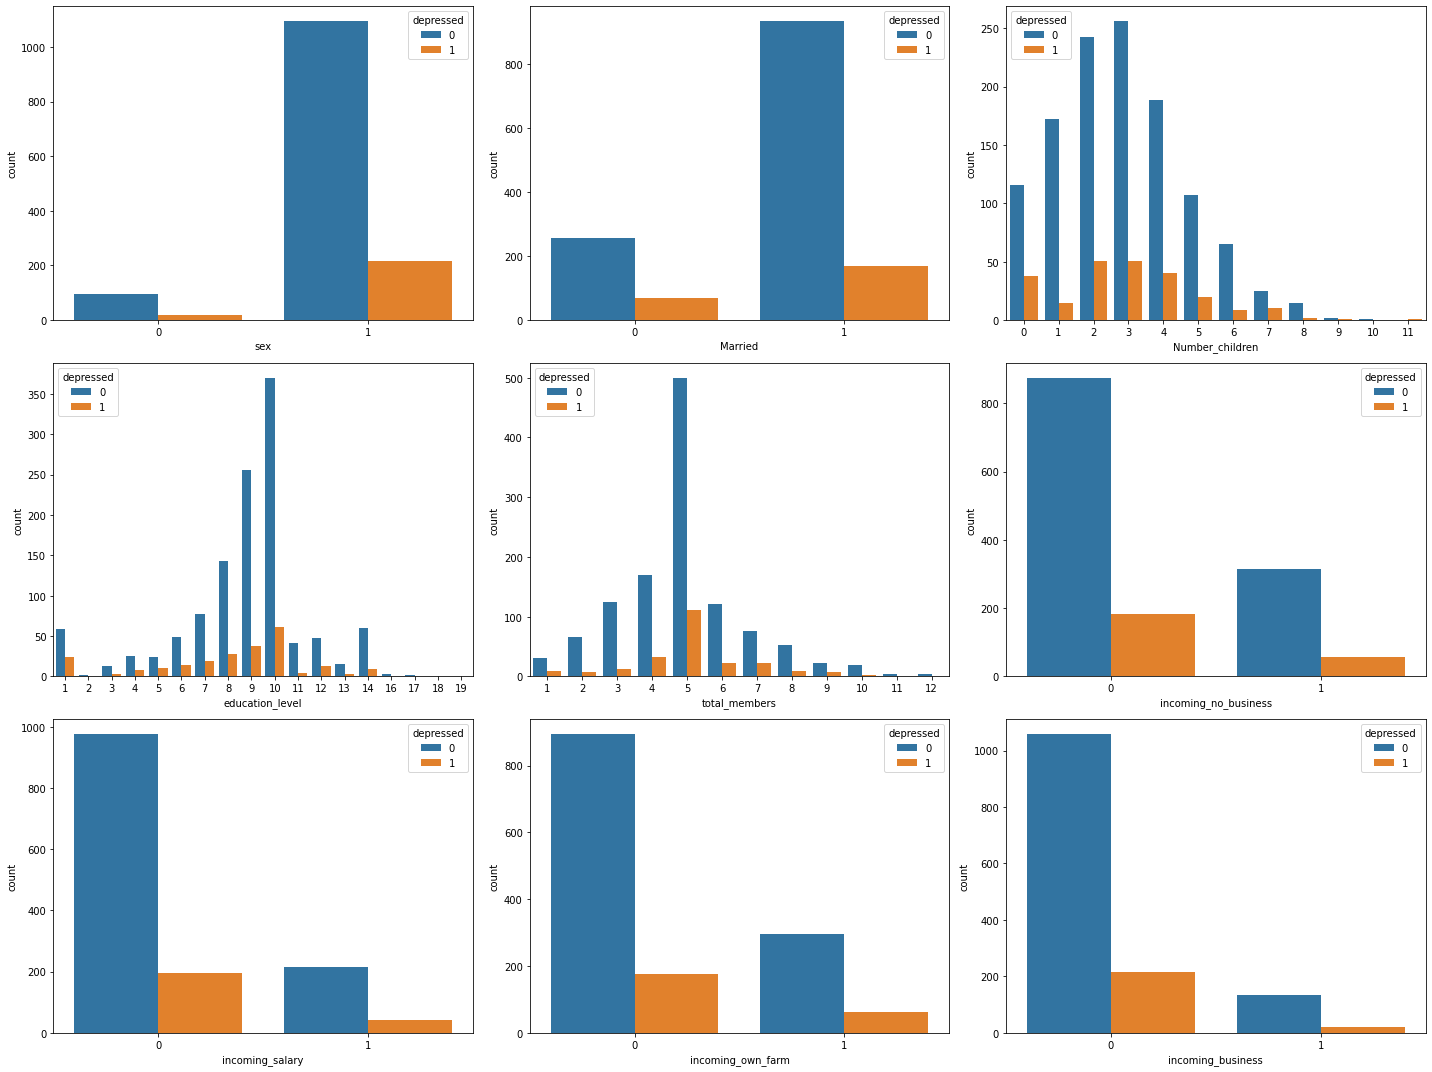 depressed
0
1
1000
800
600
400
200
0
count
0 1
sex
depressed
0
1
800
600
400
200
0
count
0 1
Married
depressed
0
1
250
200
150
100
50
0
count
0 1 2 3 4 5 6 7 8 9 10 11
Number_children
depressed
0
1
350
300
250
200
150
100
50
0
count
1 2 3 4 5 6 7 8 9 10 11 12 13 14 16 17 18 19
education_level
depressed
0
1
500
400
300
200
100
0
count
1 2 3 4 5 6 7 8 9 10 11 12
total_members
depressed
0
1
800
600
400
200
0
count
0 1
incoming_no_business
depressed
0
1
1000
800
600
400
200
0
count
0 1
incoming_salary
depressed
0
1
800
600
400
200
0
count
0 1
incoming_own_farm
depressed
0
1
1000
800
600
400
200
0
count
0 1
incoming_business